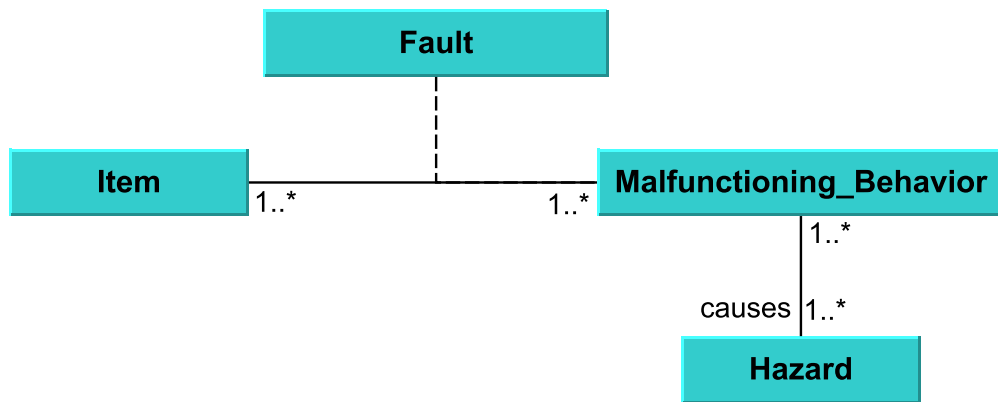 Fault
Item
Malfunctioning_Behavior
1..*
1..*
1..*
causes
1..*
Hazard